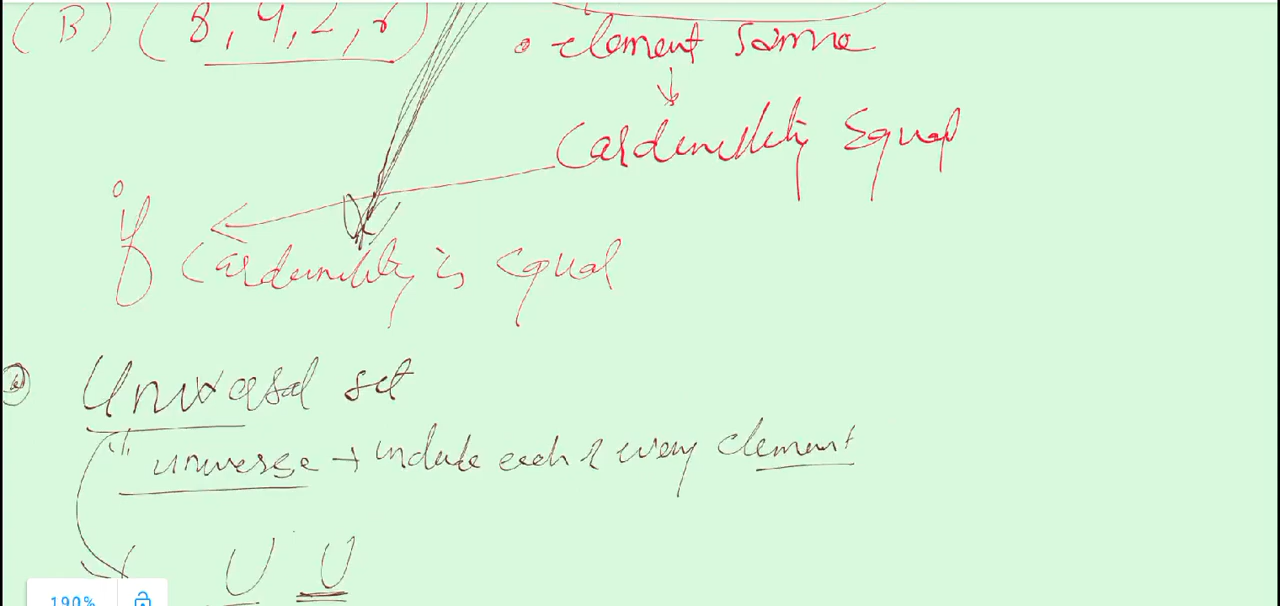 (B) (8, 4, 2, 8)
element same
Cardinality Equal
if
Cardinality is equal
Universal set
universe → include each & every element
U U
190%